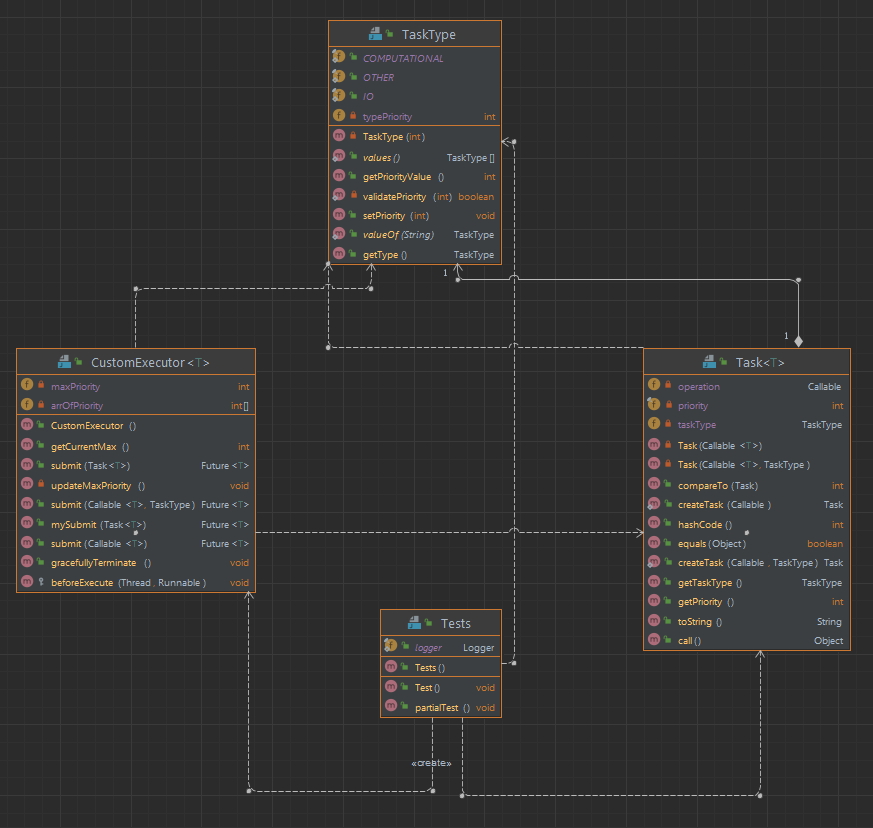 TaskType
COMPUTATIONAL
OTHER
IO
typePriority int
TaskType (int)
values () TaskType []
getPriorityValue () int
validatePriority (int) boolean
setPriority (int) void
valueOf (String) TaskType
getType () TaskType
1
1
CustomExecutor <T>
maxPriority int
arrOfPriority int[]
CustomExecutor ()
getCurrentMax () int
submit (Task <T>) Future <T>
updateMaxPriority () void
submit (Callable <T>, TaskType) Future <T>
mySubmit (Task <T>) Future <T>
submit (Callable <T>) Future <T>
gracefullyTerminate () void
beforeExecute (Thread, Runnable) void
Task<T>
operation Callable
priority int
taskType TaskType
Task (Callable <T>)
Task (Callable <T>, TaskType)
compareTo (Task) int
createTask (Callable) Task
hashCode () int
equals (Object) boolean
createTask (Callable, TaskType) Task
getTaskType () TaskType
getPriority () int
toString () String
call () Object
Tests
logger Logger
Tests ()
Test () void
partialTest () void
«create»